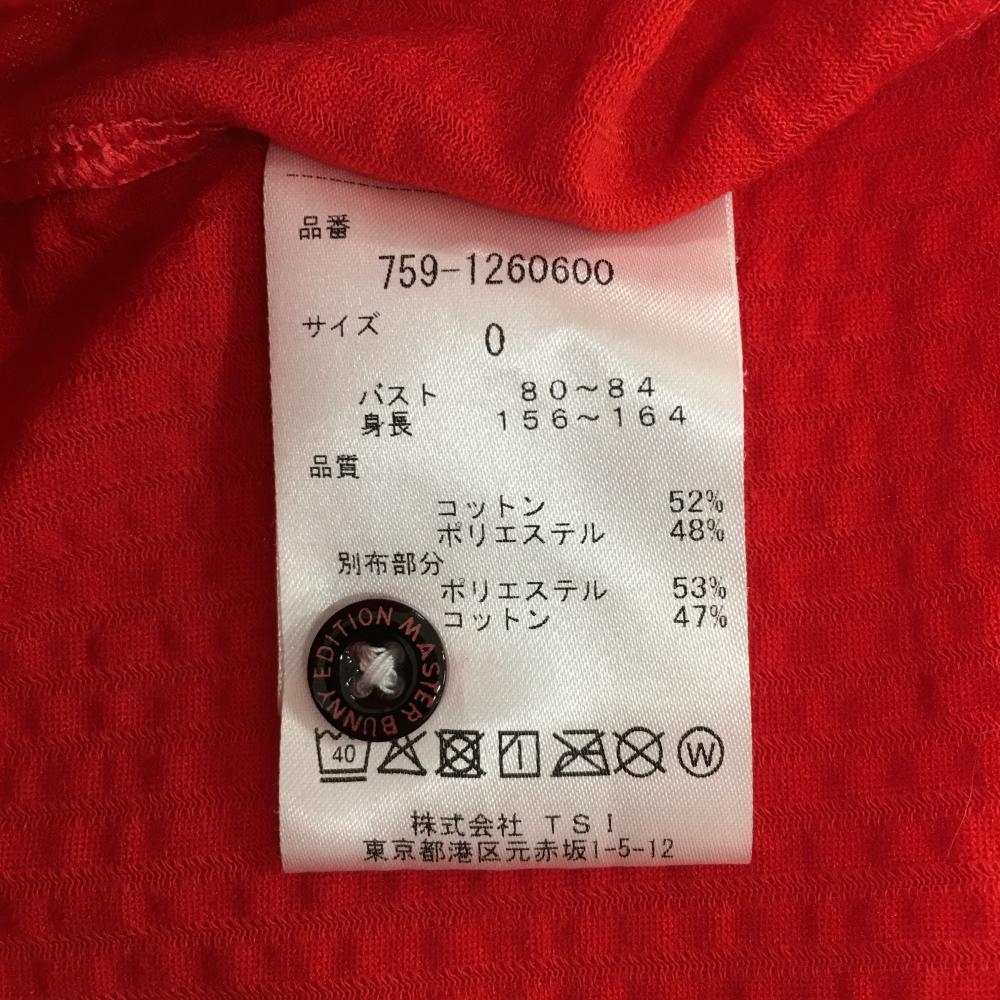 品番
759-1260600
サイズ
0
バスト 80~84
身長 156~164
品質
コットン 52%
ポリエステル 48%
別布部分
ポリエステル 53%
コットン 47%
MASTER BUNNY EDITION
40
W
株式会社 TSI
東京都港区元赤坂1-5-12